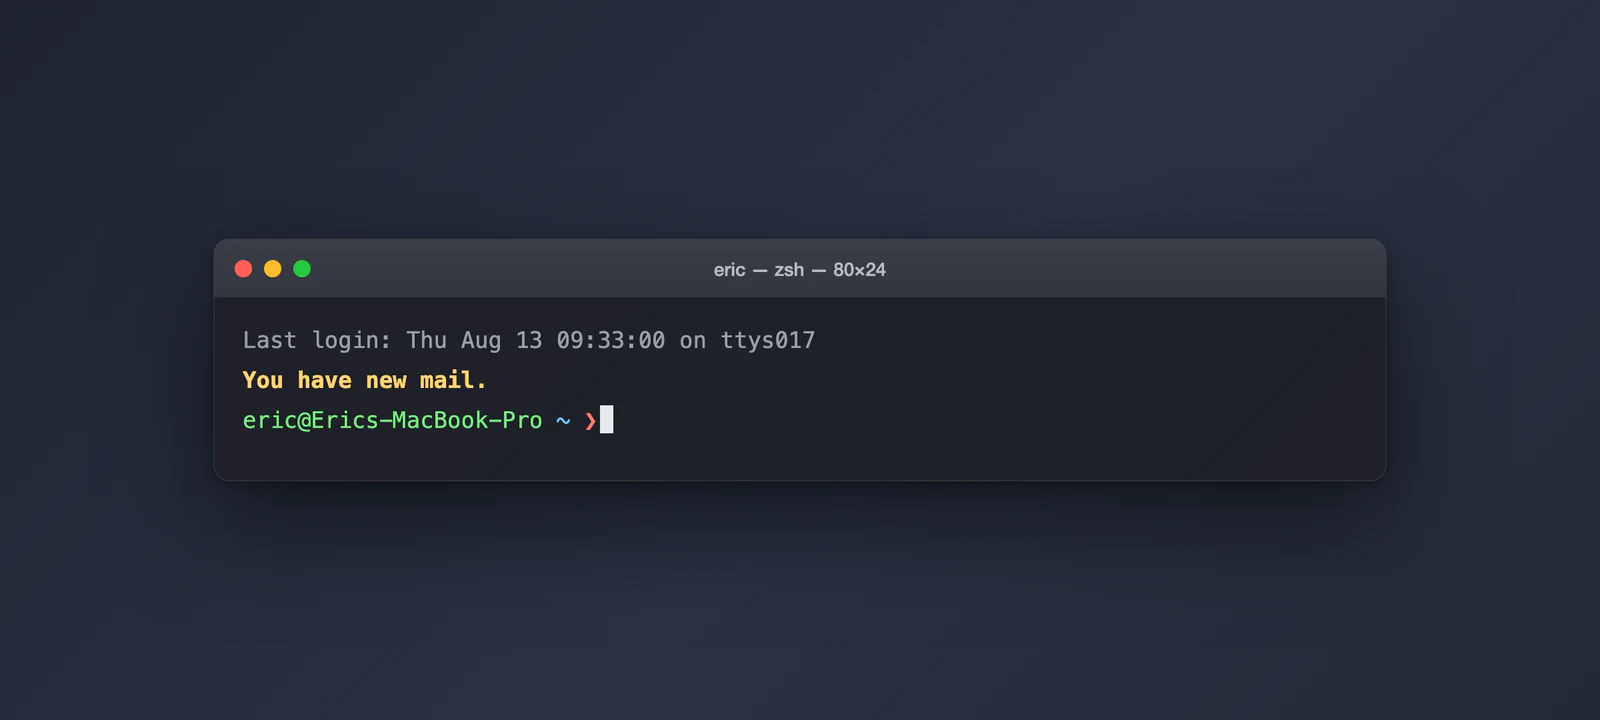 eric — zsh — 80×24
Last login: Thu Aug 13 09:33:00 on ttys017
You have new mail.
eric@Erics-MacBook-Pro ~ ❯